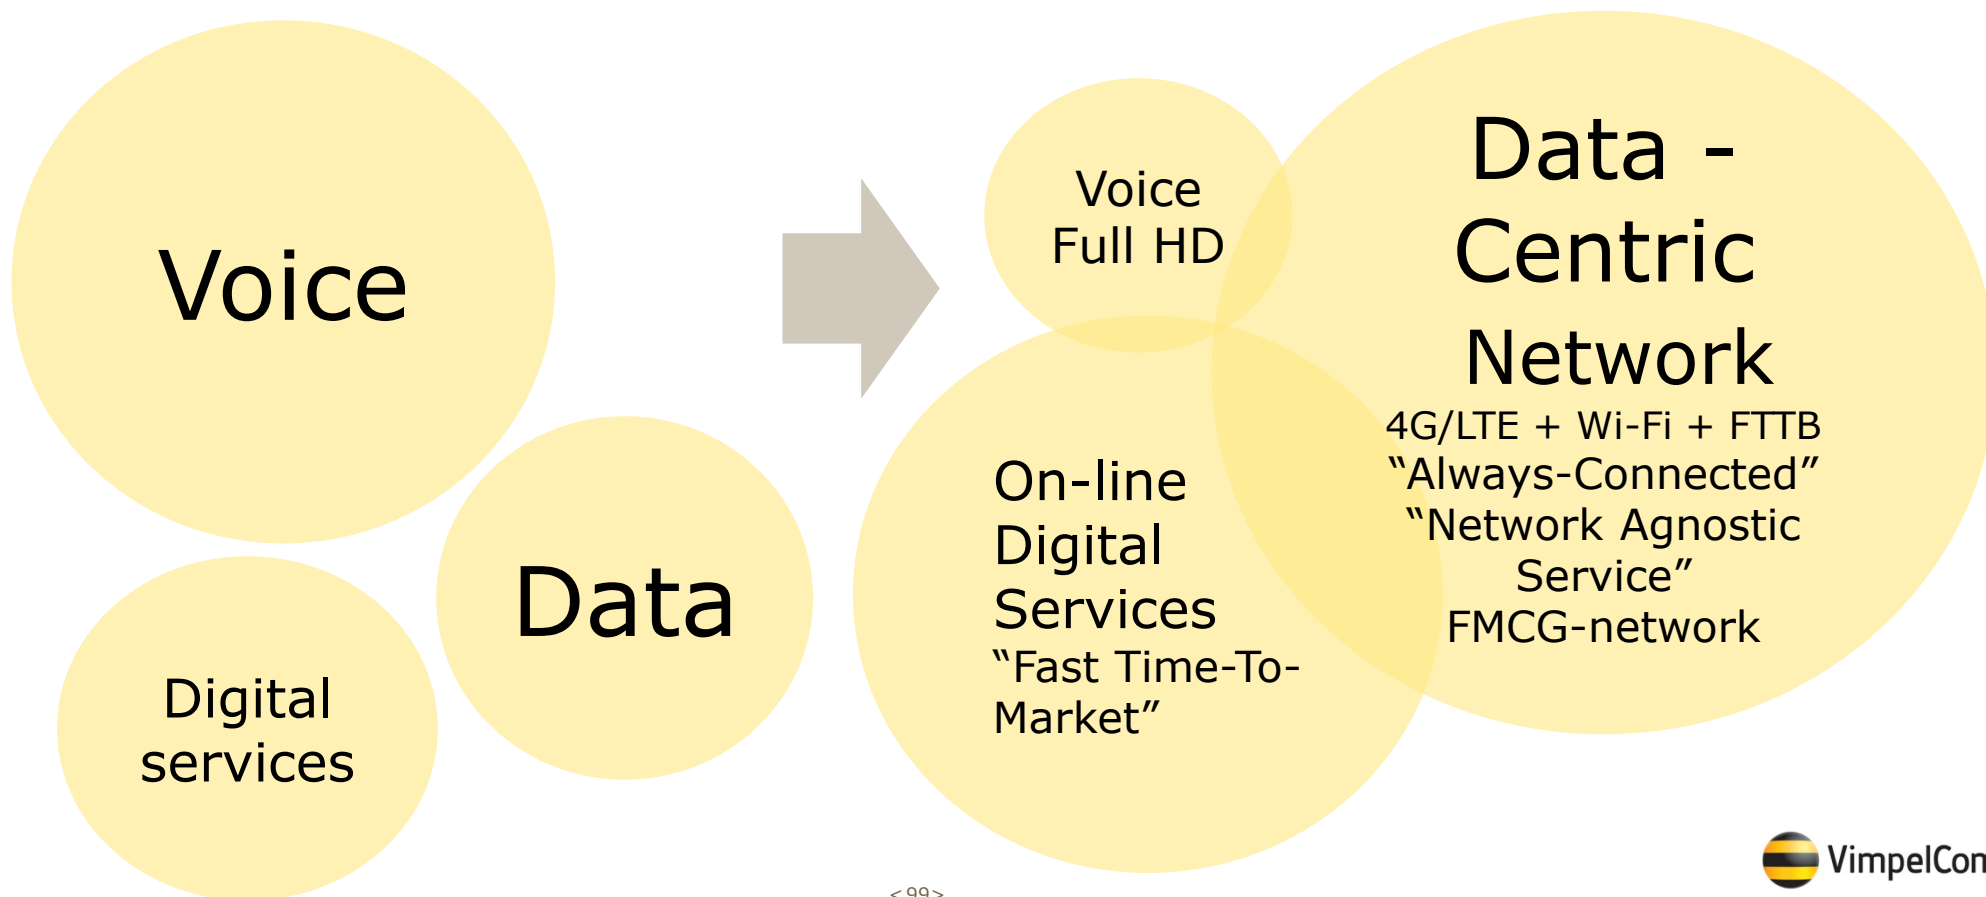 Voice
Data
Digital
services
Voice
Full HD
On-line
Digital
Services
“Fast Time-To-
Market”
Data -
Centric
Network
4G/LTE + Wi-Fi + FTTB
“Always-Connected”
“Network Agnostic
Service”
FMCG-network
VimpelCom
<99>